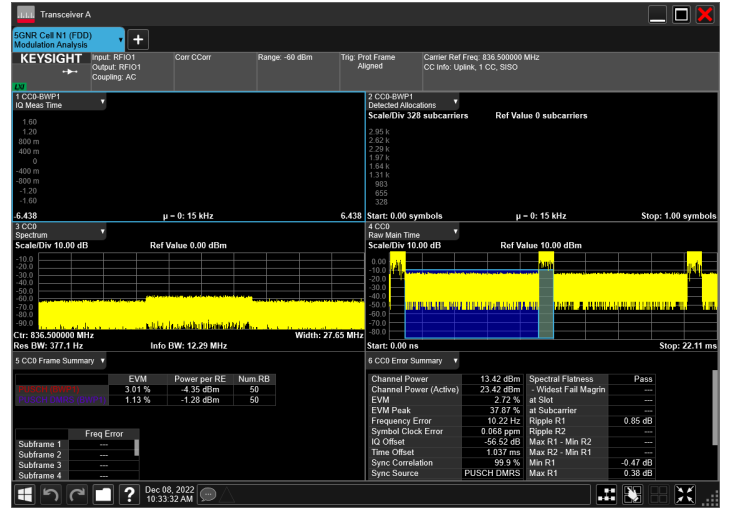 Transceiver A
5GNR Cell N1 (FDD)
Modulation Analysis
KEYSIGHT
Input: RFIO1
Output: RFIO1
Coupling: AC
Corr CCorr
Range: -60 dBm
Trig: Prot Frame
Aligned
Carrier Ref Freq: 836.500000 MHz
CC Info: Uplink, 1 CC, SISO
LXI
1 CC0-BWP1
IQ Meas Time
1.60
1.20
800 m
400 m
0
-400 m
-800 m
-1.20
-1.60
-6.438 μ = 0: 15 kHz 6.438
2 CC0-BWP1
Detected Allocations
Scale/Div 328 subcarriers Ref Value 0 subcarriers
2.95 k
2.62 k
2.29 k
1.97 k
1.64 k
1.31 k
983
655
328
Start: 0.00 symbols μ = 0: 15 kHz Stop: 1.00 symbols
3 CC0
Spectrum
Scale/Div 10.00 dB Ref Value 0.00 dBm
-10.0
-20.0
-30.0
-40.0
-50.0
-60.0
-70.0
-80.0
-90.0
Ctr: 836.500000 MHz Width: 27.65 MHz
Res BW: 377.1 Hz Info BW: 12.29 MHz
4 CC0
Raw Main Time
Scale/Div 10.00 dB Ref Value 10.00 dBm
0.00
-10.0
-20.0
-30.0
-40.0
-50.0
-60.0
-70.0
-80.0
Start: 0.00 ns Stop: 22.11 ms
5 CC0 Frame Summary
EVM Power per RE Num.RB
3.01 % -4.35 dBm 50
1.13 % -1.28 dBm 50
Freq Error
Subframe 1 ---
Subframe 2 ---
Subframe 3 ---
Subframe 4 ---
6 CC0 Error Summary
Channel Power 13.42 dBm Spectral Flatness Pass
Channel Power (Active) 23.42 dBm - Widest Fail Magrin ---
EVM 2.72 % at Slot ---
EVM Peak 37.87 % at Subcarrier ---
Frequency Error 10.22 Hz Ripple R1 0.85 dB
Symbol Clock Error 0.068 ppm Ripple R2 ---
IQ Offset -56.52 dB Max R1 - Min R2 ---
Time Offset 1.037 ms Max R2 - Min R1 ---
Sync Correlation 99.9 % Min R1 -0.47 dB
Sync Source PUSCH DMRS Max R1 0.38 dB
Dec 08, 2022
10:33:32 AM